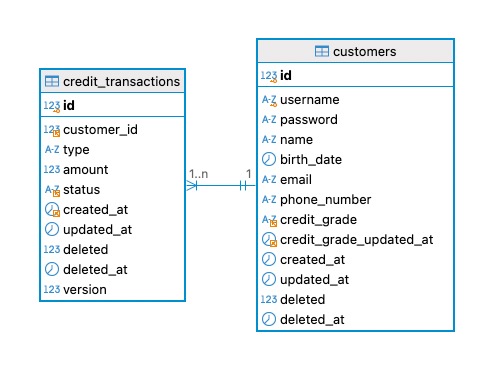 credit_transactions
123 id
123 customer_id
A-Z type
123 amount
A-Z status
created_at
updated_at
123 deleted
deleted_at
123 version
1..n
1
customers
123 id
A-Z username
A-Z password
A-Z name
birth_date
A-Z email
A-Z phone_number
A-Z credit_grade
credit_grade_updated_at
created_at
updated_at
123 deleted
deleted_at